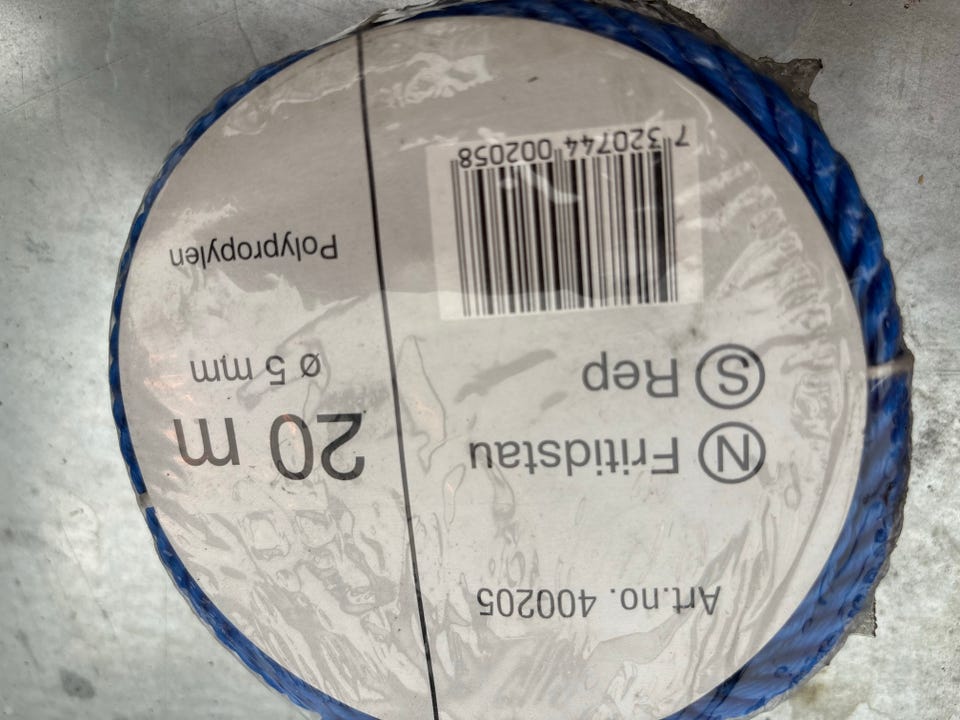 Art.no. 400205
N Fritidstau
S Rep
7 320744 002058
20 m
ø 5 mm
Polypropylen